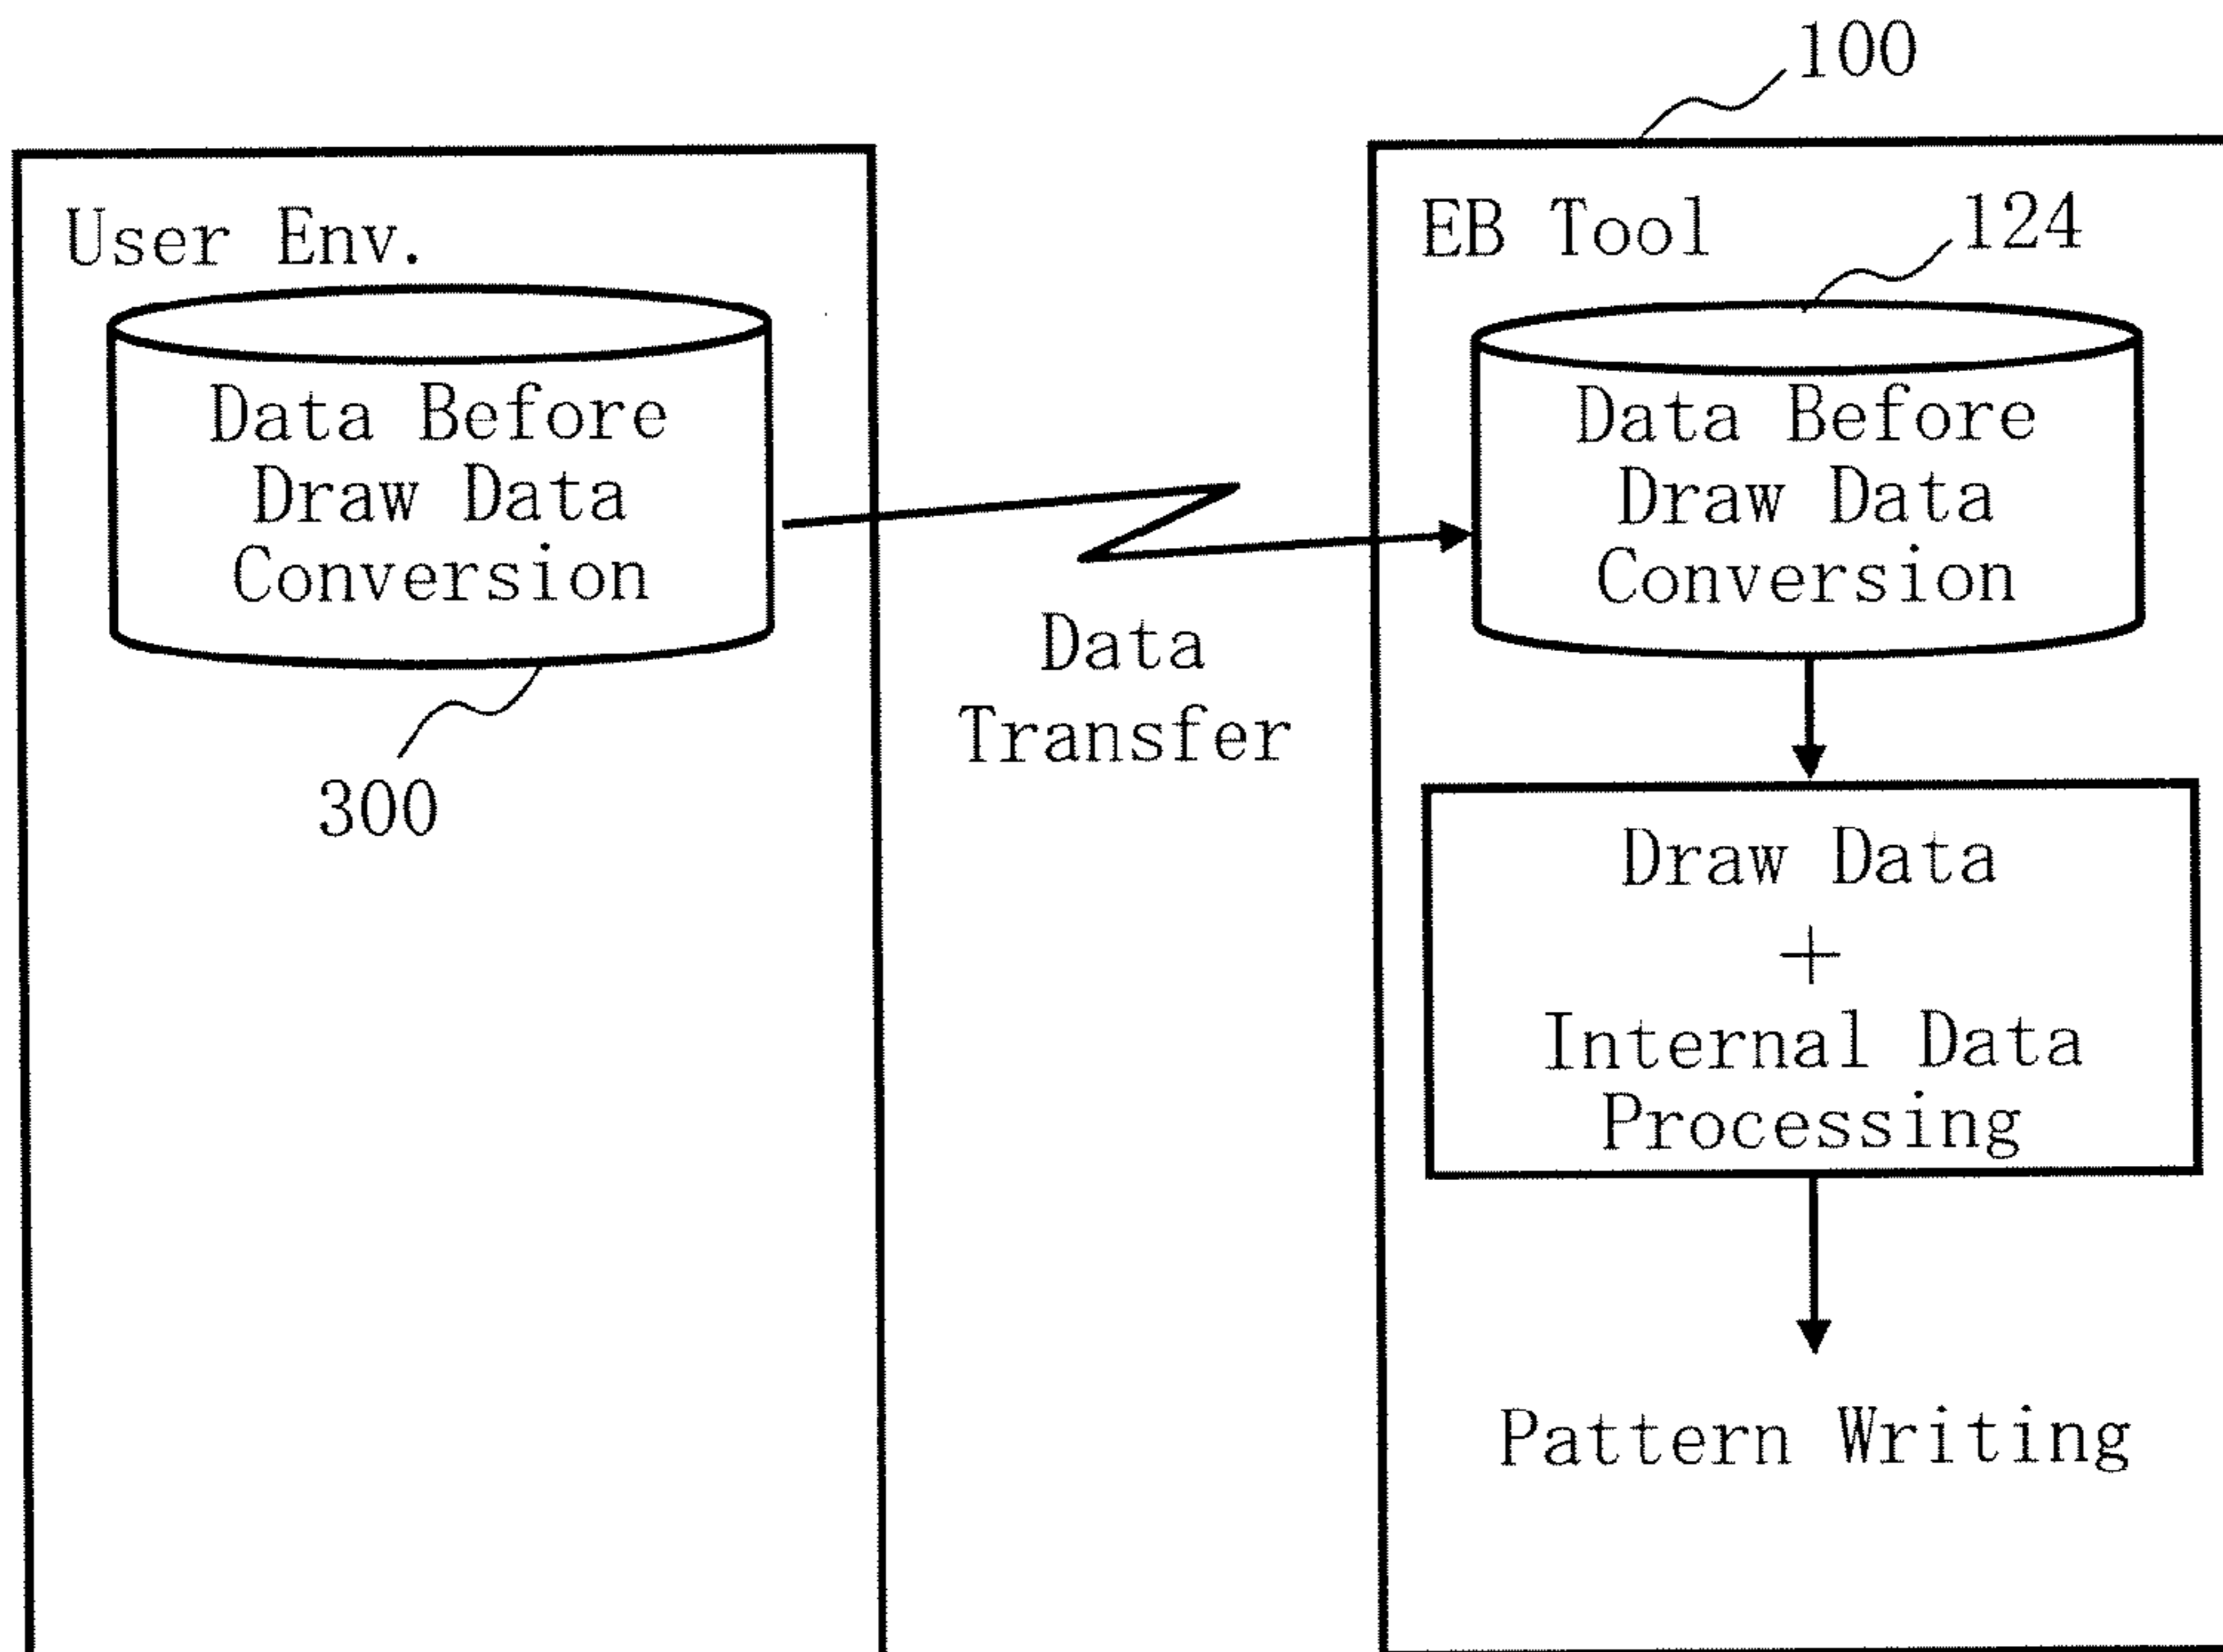 100
User Env.
Data Before
Draw Data
Conversion
300
Data
Transfer
EB Tool
124
Data Before
Draw Data
Conversion
Draw Data
+
Internal Data
Processing
Pattern Writing